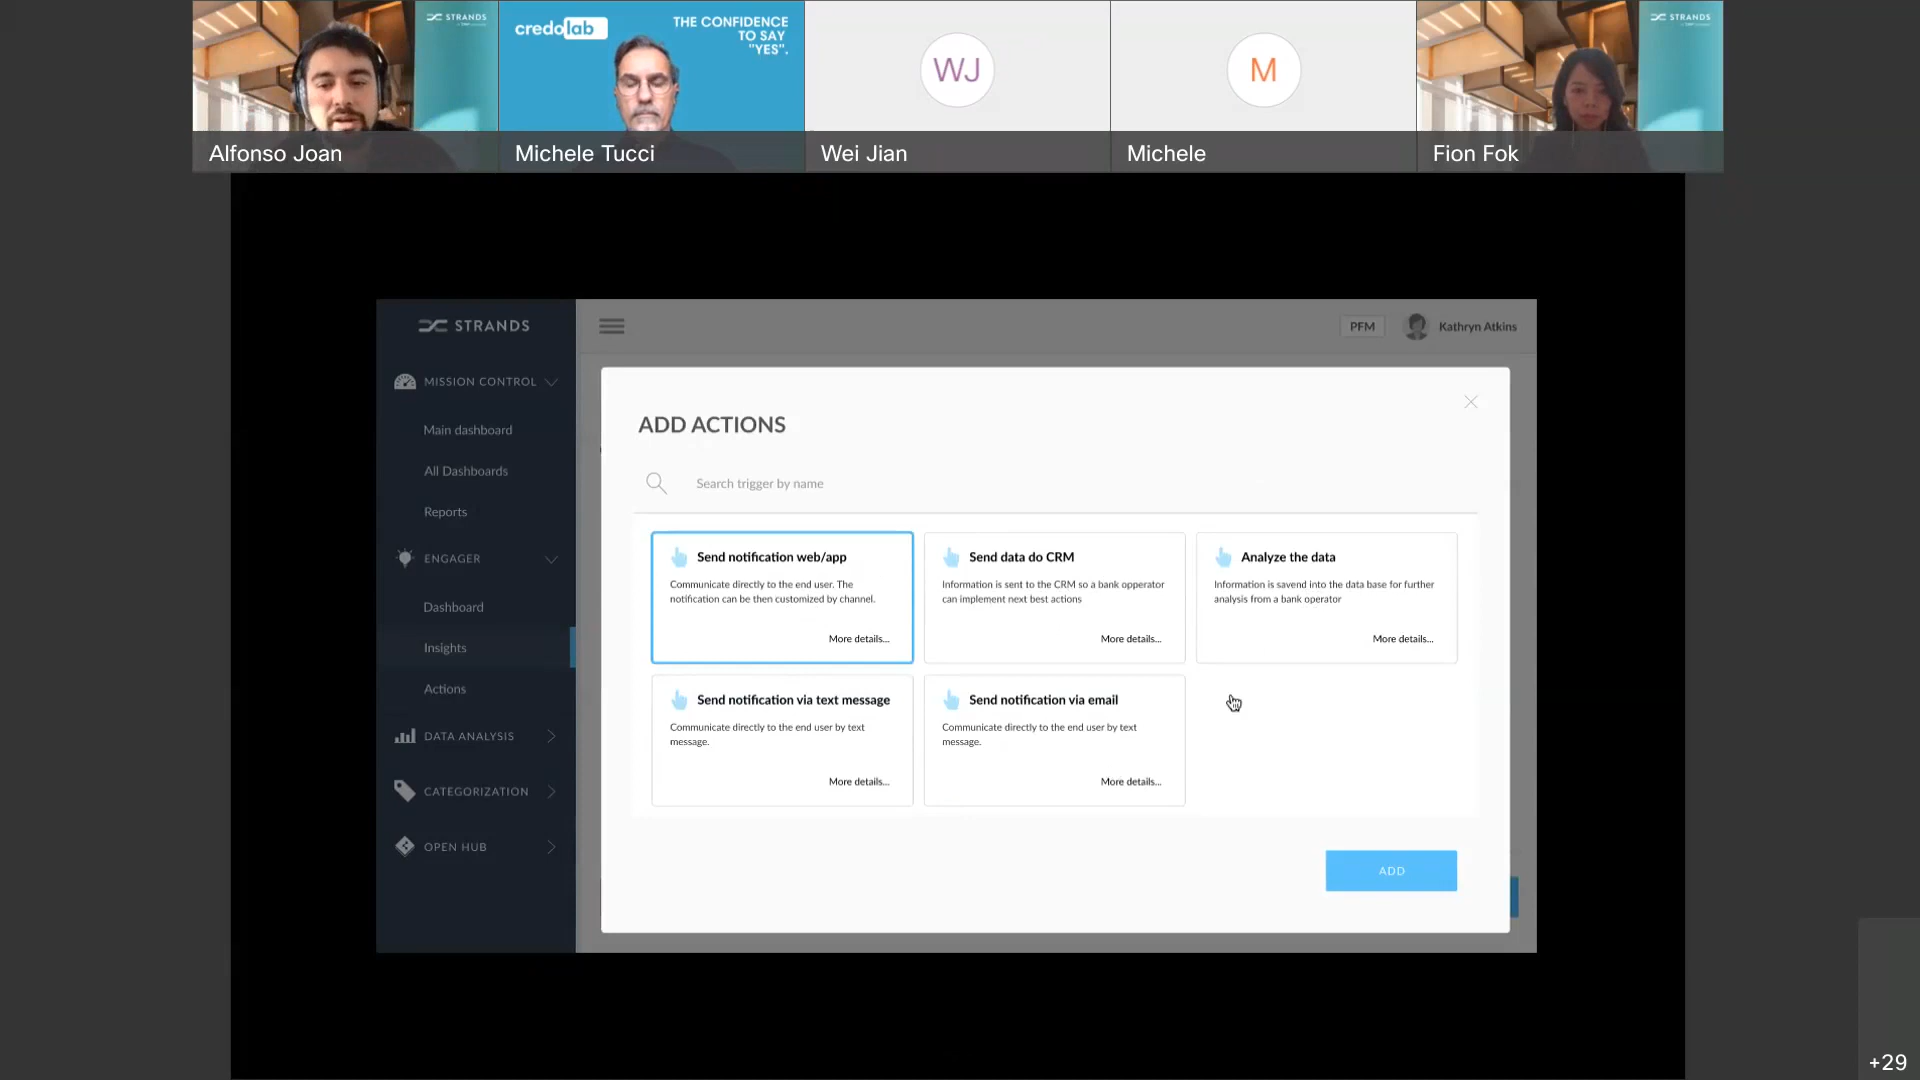 STRANDS
credolab
THE CONFIDENCE
TO SAY
"YES".
WJ
M
STRANDS
Alfonso Joan
Michele Tucci
Wei Jian
Michele
Fion Fok
STRANDS
PFM
Kathryn Atkins
MISSION CONTROL
Main dashboard
All Dashboards
Reports
ENGAGER
Dashboard
Insights
Actions
DATA ANALYSIS
CATEGORIZATION
OPEN HUB
ADD ACTIONS
Search trigger by name
Send notification web/app
Communicate directly to the end user. The
notification can be then customized by channel.
More details...
Send data do CRM
Information is sent to the CRM so a bank opperator
can implement next best actions
More details...
Analyze the data
Information is savend into the data base for further
analysis from a bank operator
More details...
Send notification via text message
Communicate directly to the end user by text
message.
More details...
Send notification via email
Communicate directly to the end user by text
message.
More details...
ADD
+29